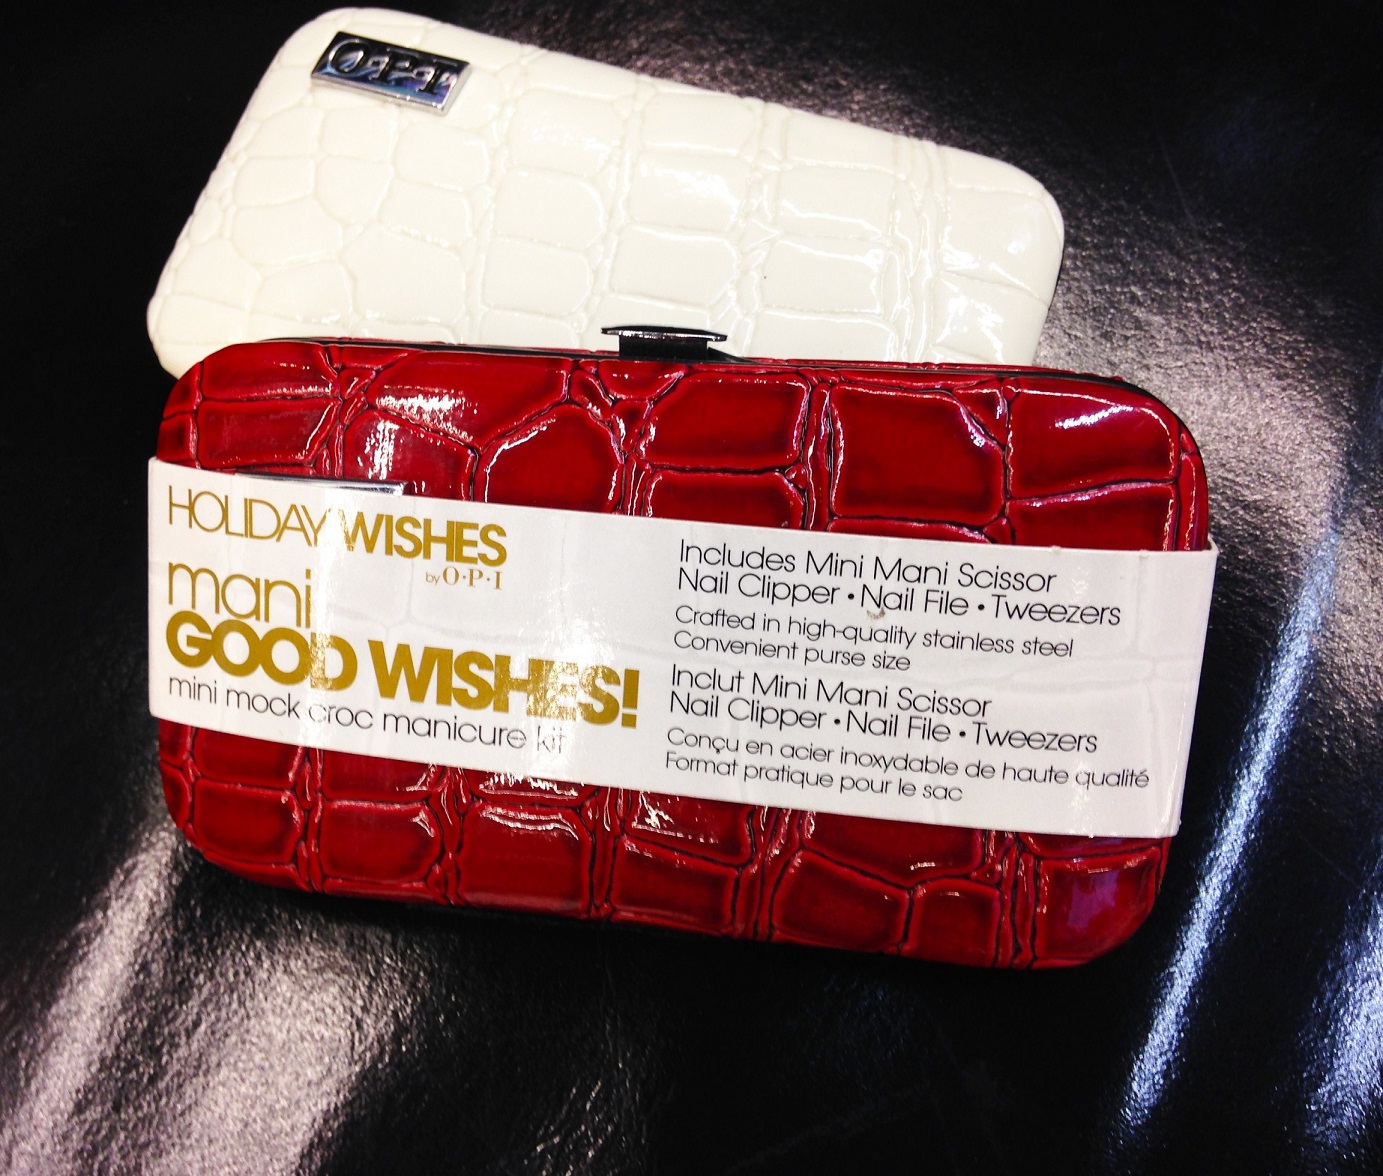 OPI
HOLIDAY WISHES
by O·P·I
mani
GOOD WISHES!
mini mock croc manicure kit
Includes Mini Mani Scissor
Nail Clipper • Nail File • Tweezers
Crafted in high-quality stainless steel
Convenient purse size
Inclut Mini Mani Scissor
Nail Clipper • Nail File • Tweezers
Conçu en acier inoxydable de haute qualité
Format pratique pour le sac